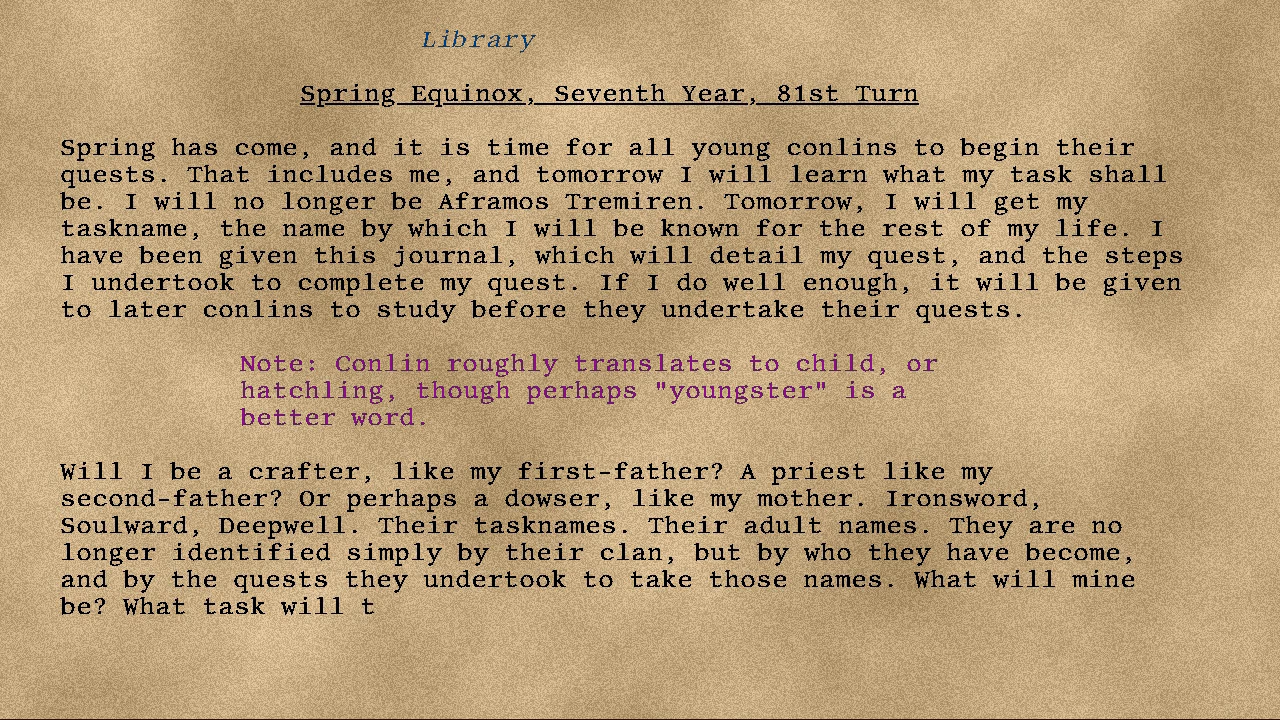 Library
Spring Equinox, Seventh Year, 81st Turn
Spring has come, and it is time for all young conlins to begin their
quests. That includes me, and tomorrow I will learn what my task shall
be. I will no longer be Aframos Tremiren. Tomorrow, I will get my
taskname, the name by which I will be known for the rest of my life. I
have been given this journal, which will detail my quest, and the steps
I undertook to complete my quest. If I do well enough, it will be given
to later conlins to study before they undertake their quests.
Note: Conlin roughly translates to child, or
hatchling, though perhaps "youngster" is a
better word.
Will I be a crafter, like my first-father? A priest like my
second-father? Or perhaps a dowser, like my mother. Ironsword,
Soulward, Deepwell. Their tasknames. Their adult names. They are no
longer identified simply by their clan, but by who they have become,
and by the quests they undertook to take those names. What will mine
be? What task will t